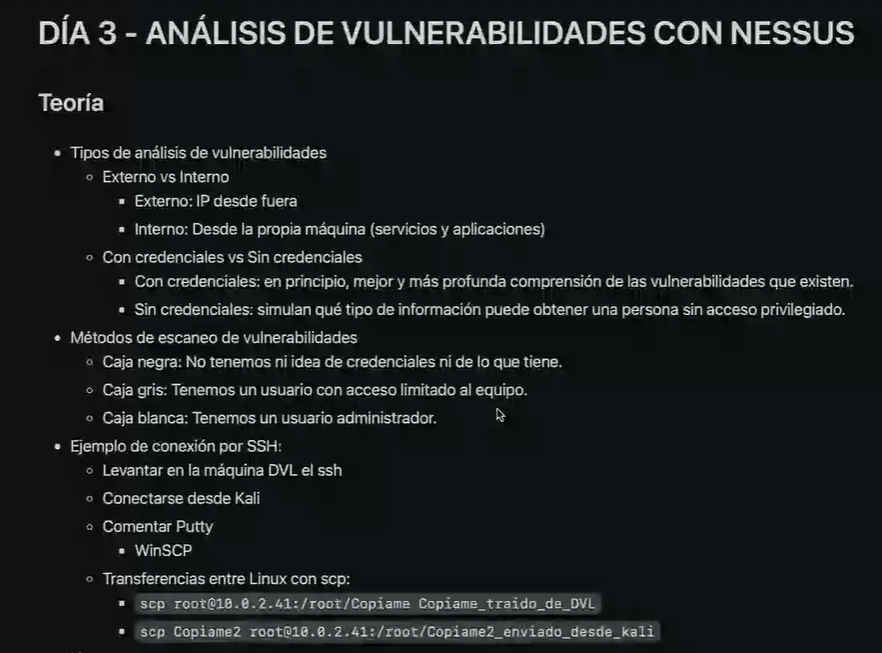 DÍA 3 - ANÁLISIS DE VULNERABILIDADES CON NESSUS
Teoría
Tipos de análisis de vulnerabilidades
Externo vs Interno
Externo: IP desde fuera
Interno: Desde la propia máquina (servicios y aplicaciones)
Con credenciales vs Sin credenciales
Con credenciales: en principio, mejor y más profunda comprensión de las vulnerabilidades que existen.
Sin credenciales: simulan qué tipo de información puede obtener una persona sin acceso privilegiado.
Métodos de escaneo de vulnerabilidades
Caja negra: No tenemos ni idea de credenciales ni de lo que tiene.
Caja gris: Tenemos un usuario con acceso limitado al equipo.
Caja blanca: Tenemos un usuario administrador.
Ejemplo de conexión por SSH:
Levantar en la máquina DVL el ssh
Conectarse desde Kali
Comentar Putty
WinSCP
Transferencias entre Linux con scp:
scp root@10.0.2.41:/root/Copiame Copiame_traido_de_DVL
scp Copiame2 root@10.0.2.41:/root/Copiame2_enviado_desde_kali